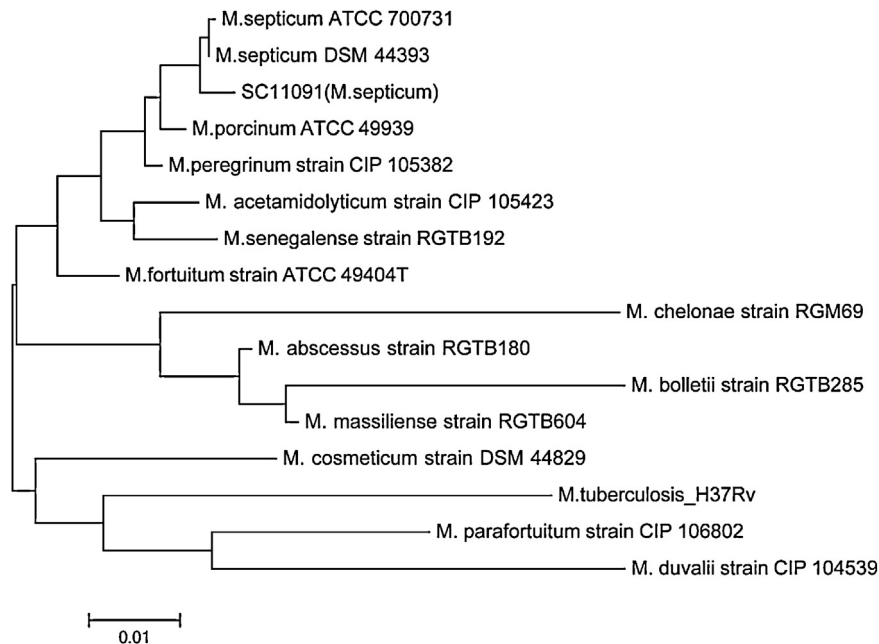 M.septicum ATCC 700731
M.septicum DSM 44393
SC11091(M.septicum)
M.porcinum ATCC 49939
M.peregrinum strain CIP 105382
M. acetamidolyticum strain CIP 105423
M.senegalense strain RGTB192
M.fortuitum strain ATCC 49404T
M. chelonae strain RGM69
M. abscessus strain RGTB180
M. bolletii strain RGTB285
M. massiliense strain RGTB604
M. cosmeticum strain DSM 44829
M.tuberculosis_H37Rv
M. parafortuitum strain CIP 106802
M. duvalii strain CIP 104539
0.01